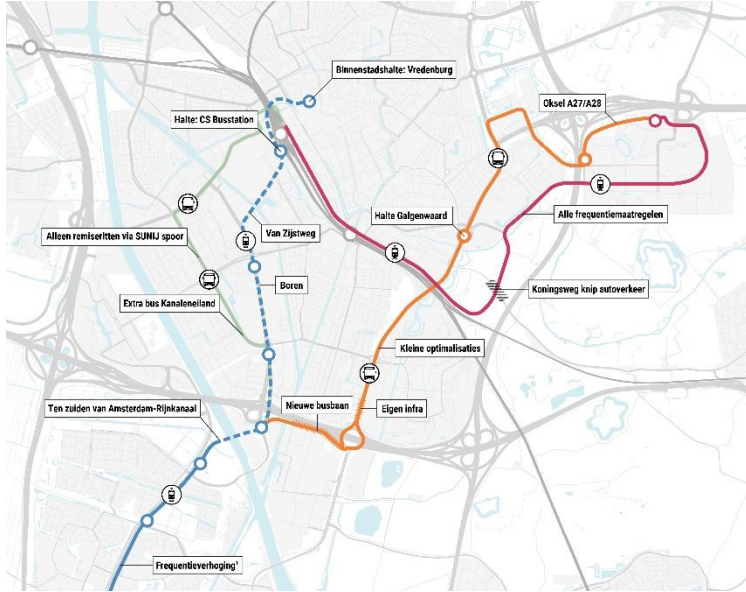 Binnenstadshalte: Vredenburg
Oksel A27/A28
Halte: CS Busstation
Halte Galgenwaard
Alle frequentiemaatregelen
Van Zijstweg
Alleen remiseritten via SUNIJ spoor
Boren
Koningsweg knip autoverkeer
Extra bus Kanaleneiland
Kleine optimalisaties
Ten zuiden van Amsterdam-Rijnkanaal
Nieuwe busbaan
Eigen infra
Frequentieverhoging¹